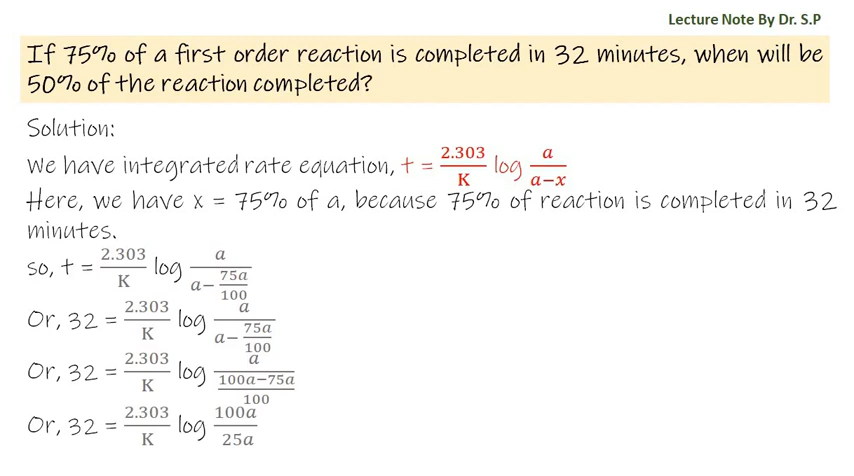 Lecture Note By Dr. S.P
If 75% of a first order reaction is completed in 32 minutes, when will be
50% of the reaction completed?
Solution:
We have integrated rate equation, t = 2.303/K log a/(a−x)
Here, we have x = 75% of a, because 75% of reaction is completed in 32
minutes.
so, t = 2.303/K log a/(a− 75a/100)
Or, 32 = 2.303/K log a/(a− 75a/100)
Or, 32 = 2.303/K log a/((100a−75a)/100)
Or, 32 = 2.303/K log 100a/25a